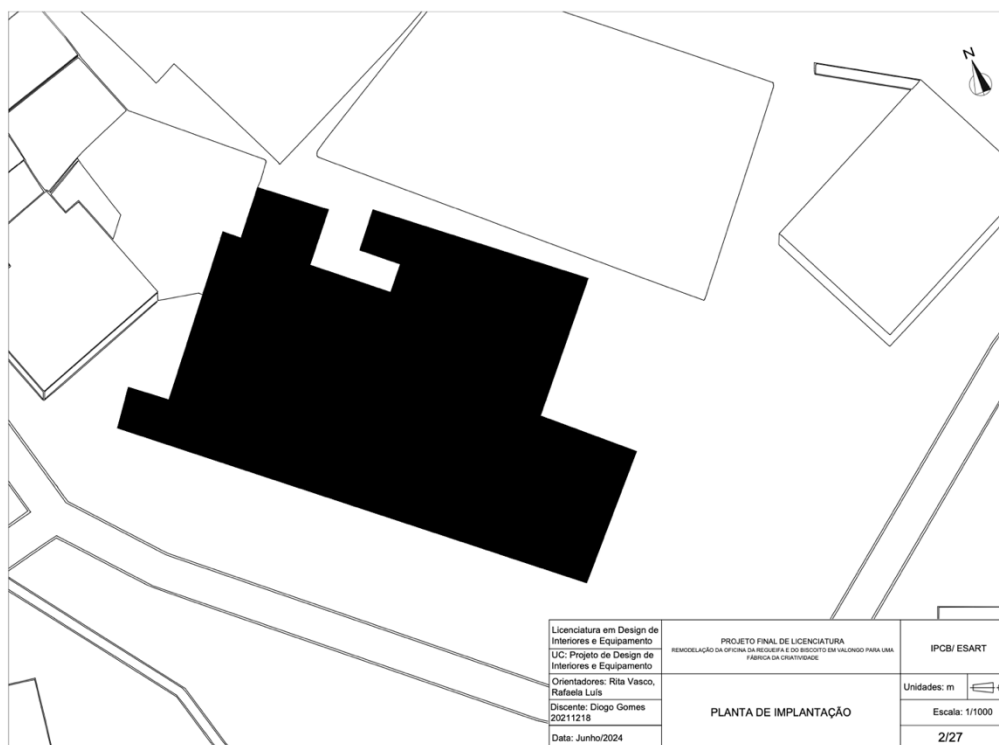 N
Licenciatura em Design de
Interiores e Equipamento
UC: Projeto de Design de
Interiores e Equipamento
Orientadores: Rita Vasco,
Rafaela Luís
Discente: Diogo Gomes
20211218
Data: Junho/2024
PROJETO FINAL DE LICENCIATURA
REMODELAÇÃO DA OFICINA DA REGUEIFA E DO BISCOITO EM VALONGO PARA UMA
FÁBRICA DA CRIATIVIDADE
PLANTA DE IMPLANTAÇÃO
IPCB/ ESART
Unidades: m
Escala: 1/1000
2/27